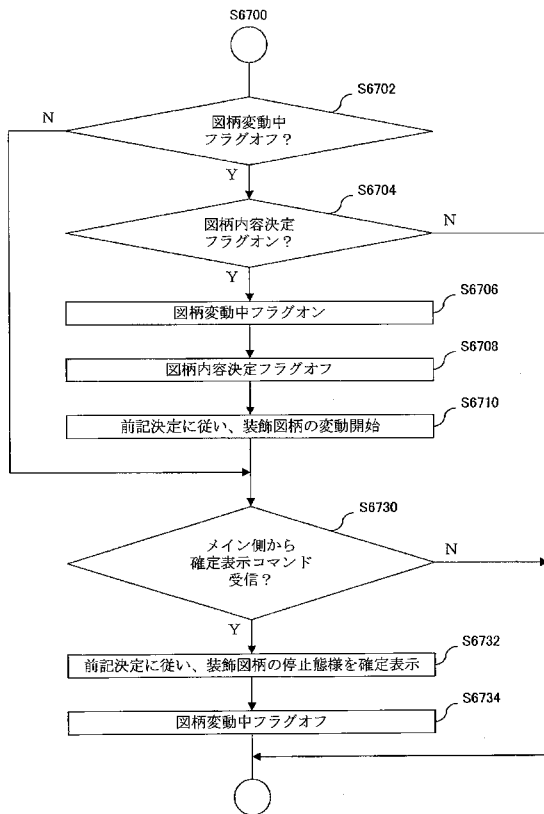 S6700
S6702
N
図柄変動中
フラグオフ？
Y
S6704
図柄内容決定
フラグオン？
N
Y
S6706
図柄変動中フラグオン
S6708
図柄内容決定フラグオフ
S6710
前記決定に従い、装飾図柄の変動開始
S6730
メイン側から
確定表示コマンド
受信？
N
Y
S6732
前記決定に従い、装飾図柄の停止態様を確定表示
S6734
図柄変動中フラグオフ